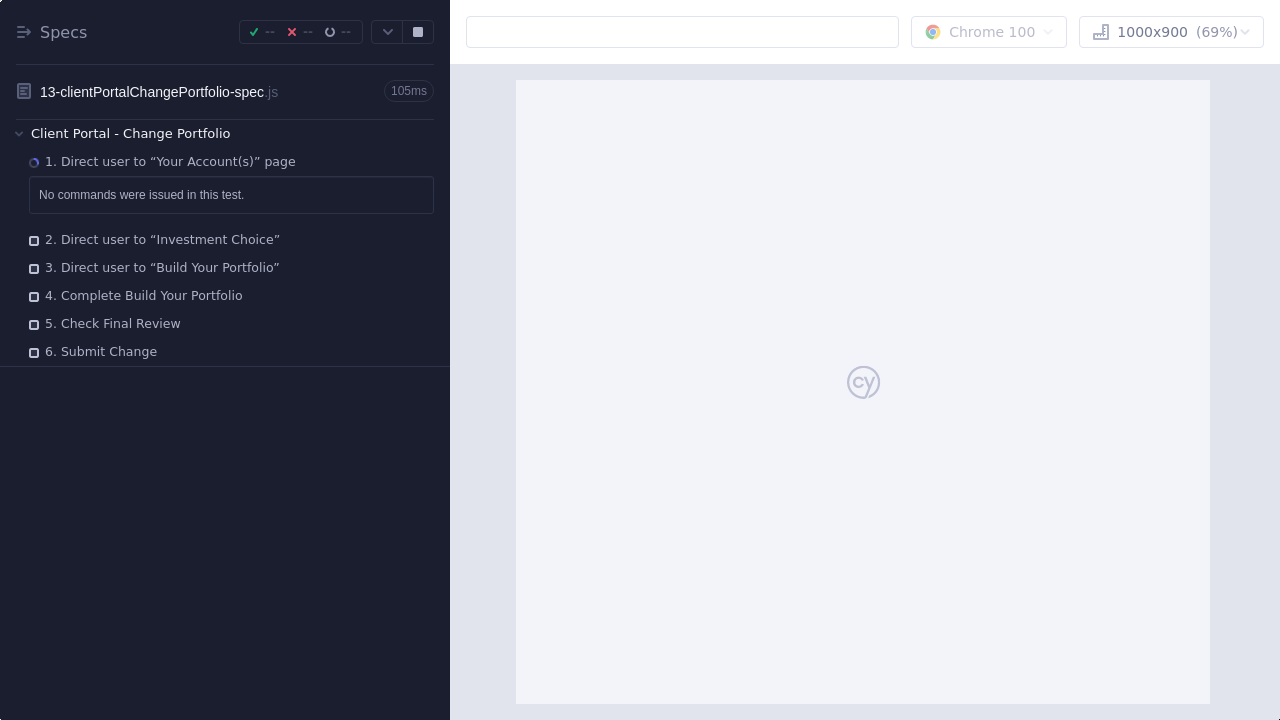 Specs
--
--
--
Chrome 100
1000x900 (69%)
13-clientPortalChangePortfolio-spec.js
105ms
Client Portal - Change Portfolio
1. Direct user to “Your Account(s)” page
No commands were issued in this test.
2. Direct user to “Investment Choice”
3. Direct user to “Build Your Portfolio”
4. Complete Build Your Portfolio
5. Check Final Review
6. Submit Change
cy